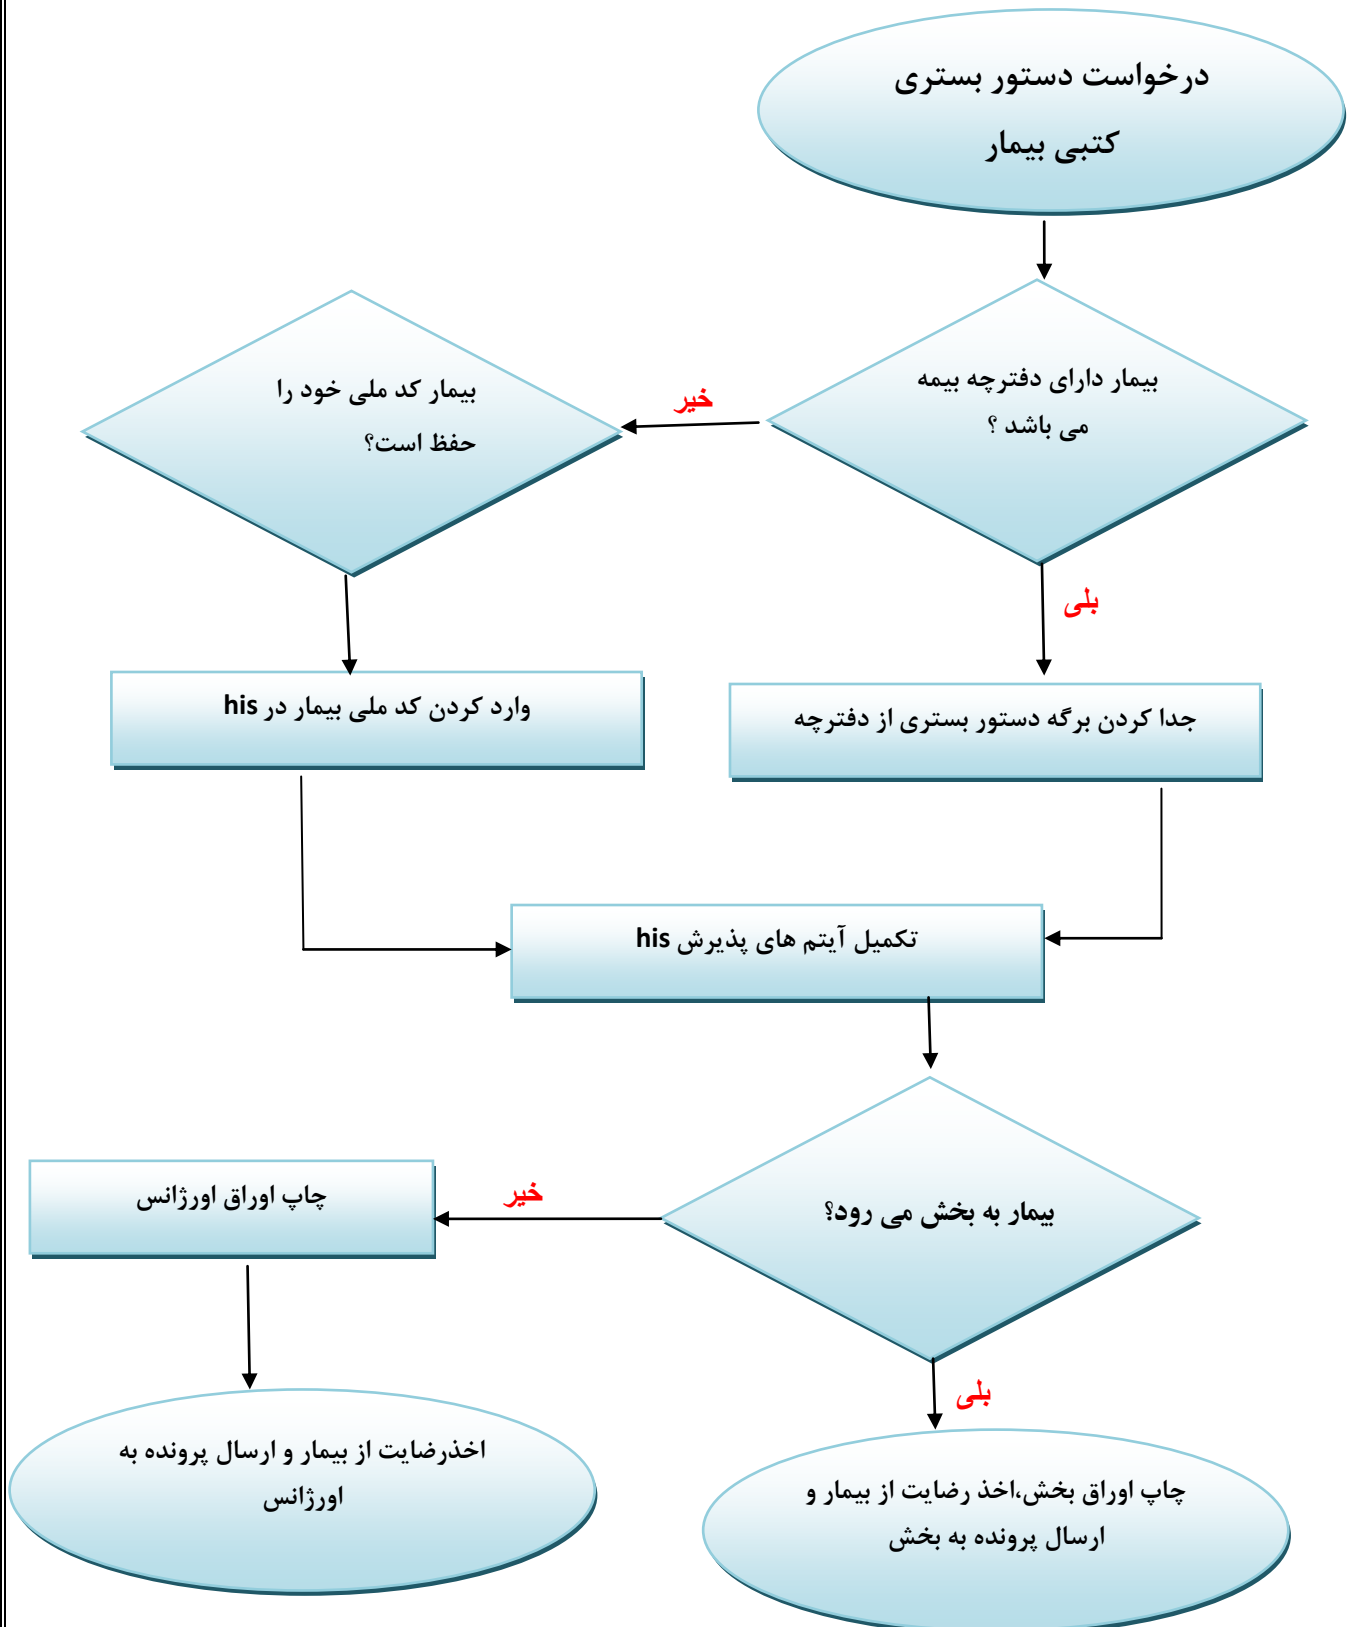 درخواست دستور بستری
کتبی بیمار
بیمار دارای دفترچه بیمه
می باشد ؟
خیر
بیمار کد ملی خود را
حفظ است؟
بلی
جدا کردن برگه دستور بستری از دفترچه
وارد کردن کد ملی بیمار در his
تکمیل آیتم های پذیرش his
بیمار به بخش می رود؟
خیر
چاپ اوراق اورژانس
بلی
اخذرضایت از بیمار و ارسال پرونده به
اورژانس
چاپ اوراق بخش،اخذ رضایت از بیمار و
ارسال پرونده به بخش